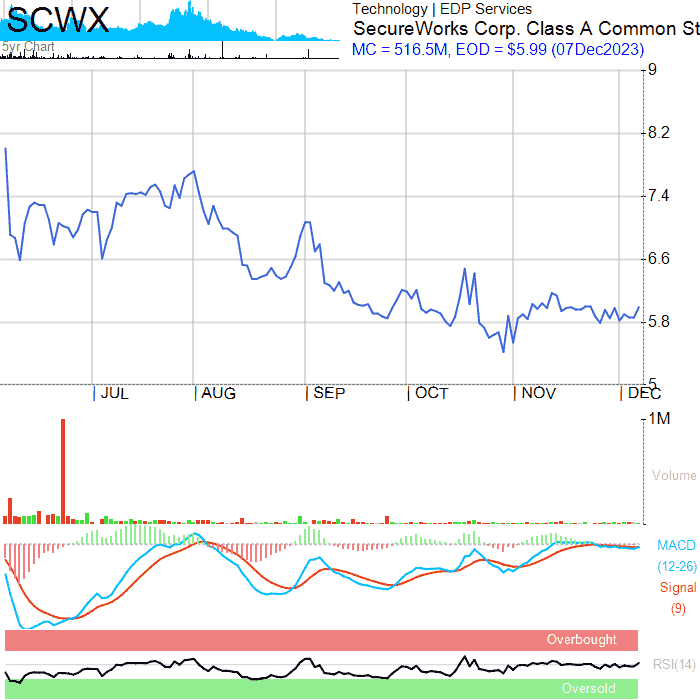 SCWX
5yr Chart
Technology | EDP Services
SecureWorks Corp. Class A Common St
MC = 516.5M, EOD = $5.99 (07Dec2023)
9
8.2
7.4
6.6
5.8
5
JUL AUG SEP OCT NOV DEC
1M
Volume
MACD
(12-26)
Signal
(9)
Overbought
RSI(14)
Oversold